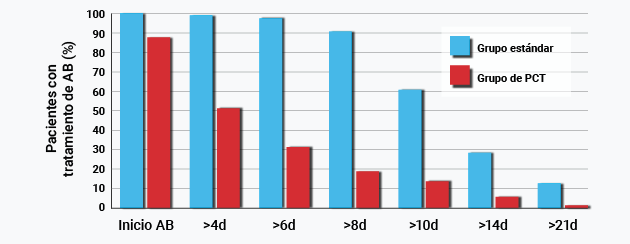 Pacientes con
tratamiento de AB (%)
100
90
80
70
60
50
40
30
20
10
0
Inicio AB
>4d
>6d
>8d
>10d
>14d
>21d
Grupo estándar
Grupo de PCT